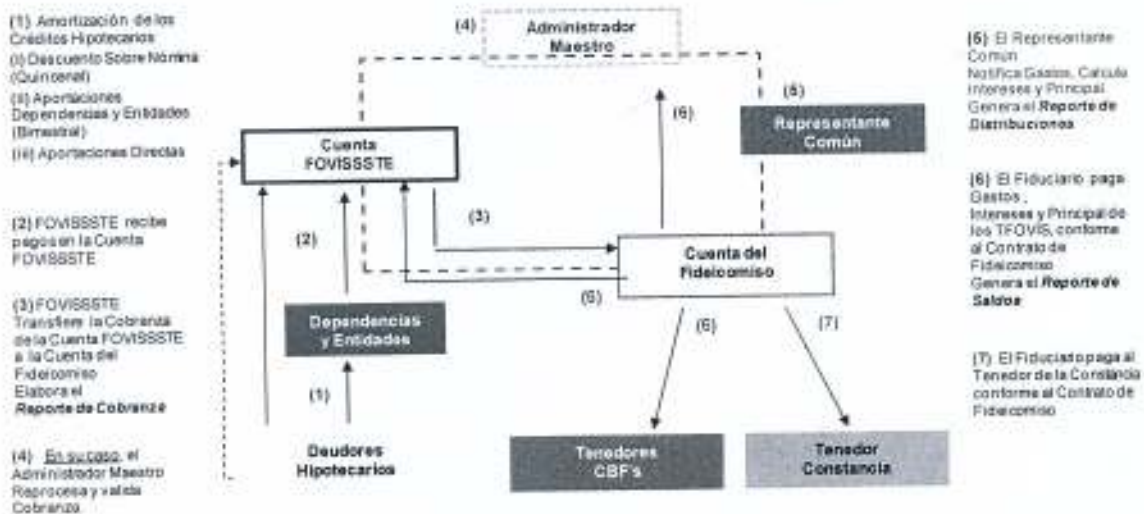 (1) Amortización de los
Créditos Hipotecarios
(i) Descuento Sobre Nómina
(Quincenal)
(ii) Aportaciones
Dependencias y Entidades
(Bimestral)
(iii) Aportaciones Directas
(2) FOVISSSTE recibe
pagos en la Cuenta
FOVISSSTE
(3) FOVISSSTE
Transfiere la Cobranza
de la Cuenta FOVISSSTE
a la Cuenta del
Fideicomiso
Elabora el
Reporte de Cobranza
(4) En su caso, el
Administrador Maestro
Reprocesa y valida
Cobranza
(4)
Administrador
Maestro
(5)
Representante
Común
(6)
Cuenta
FOVISSSTE
(3)
(2)
Cuenta del
Fideicomiso
(5)
Dependencias
y Entidades
(6)
(7)
(1)
Deudores
Hipotecarios
Tenedores
CBF's
Tenedor
Constancia
(5) El Representante
Común
Notifica Gastos, Calcula
Intereses y Principal
Genera el Reporte de
Distribuciones
(6) El Fiduciario paga
Gastos,
Intereses y Principal de
los TFOVIS, conforme
al Contrato de
Fideicomiso
Genera el Reporte de
Saldos
(7) El Fiduciario paga al
Tenedor de la Constancia
conforme al Contrato de
Fideicomiso